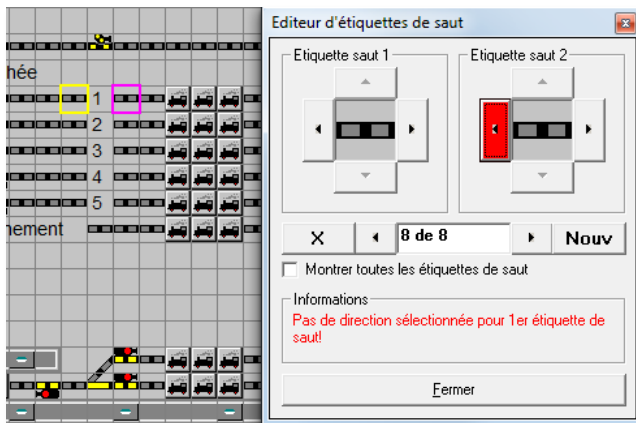 hée
1
2
3
4
5
nement
Editeur d'étiquettes de saut
Etiquette saut 1
Etiquette saut 2
X
8 de 8
Nouv
Montrer toutes les étiquettes de saut
Informations
Pas de direction sélectionnée pour 1er étiquette de
saut!
Fermer